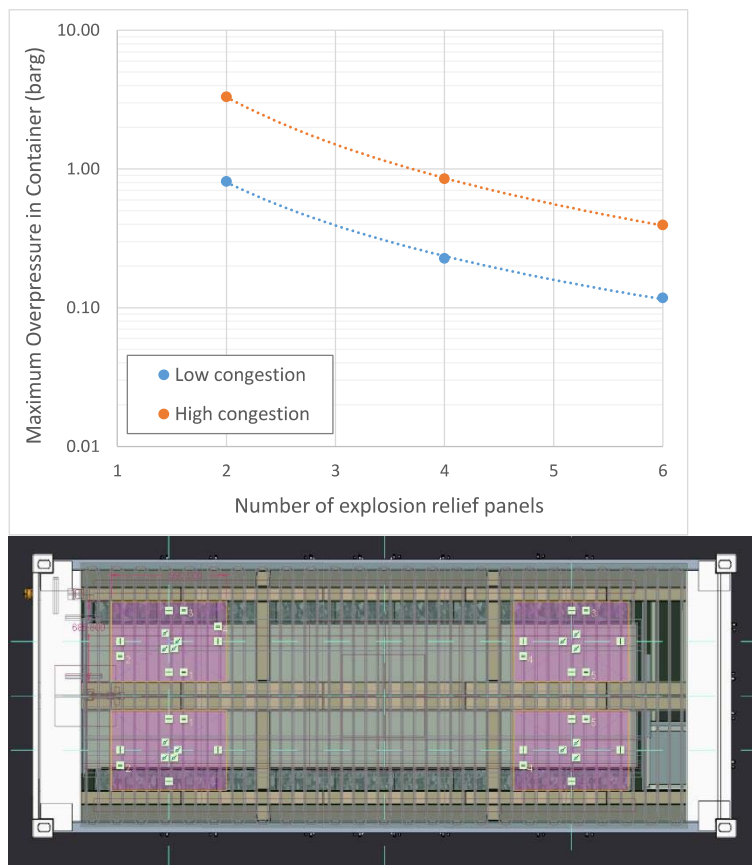 10.00
1.00
0.10
0.01
Maximum Overpressure in Container (barg)
Low congestion
High congestion
1 2 3 4 5 6
Number of explosion relief panels